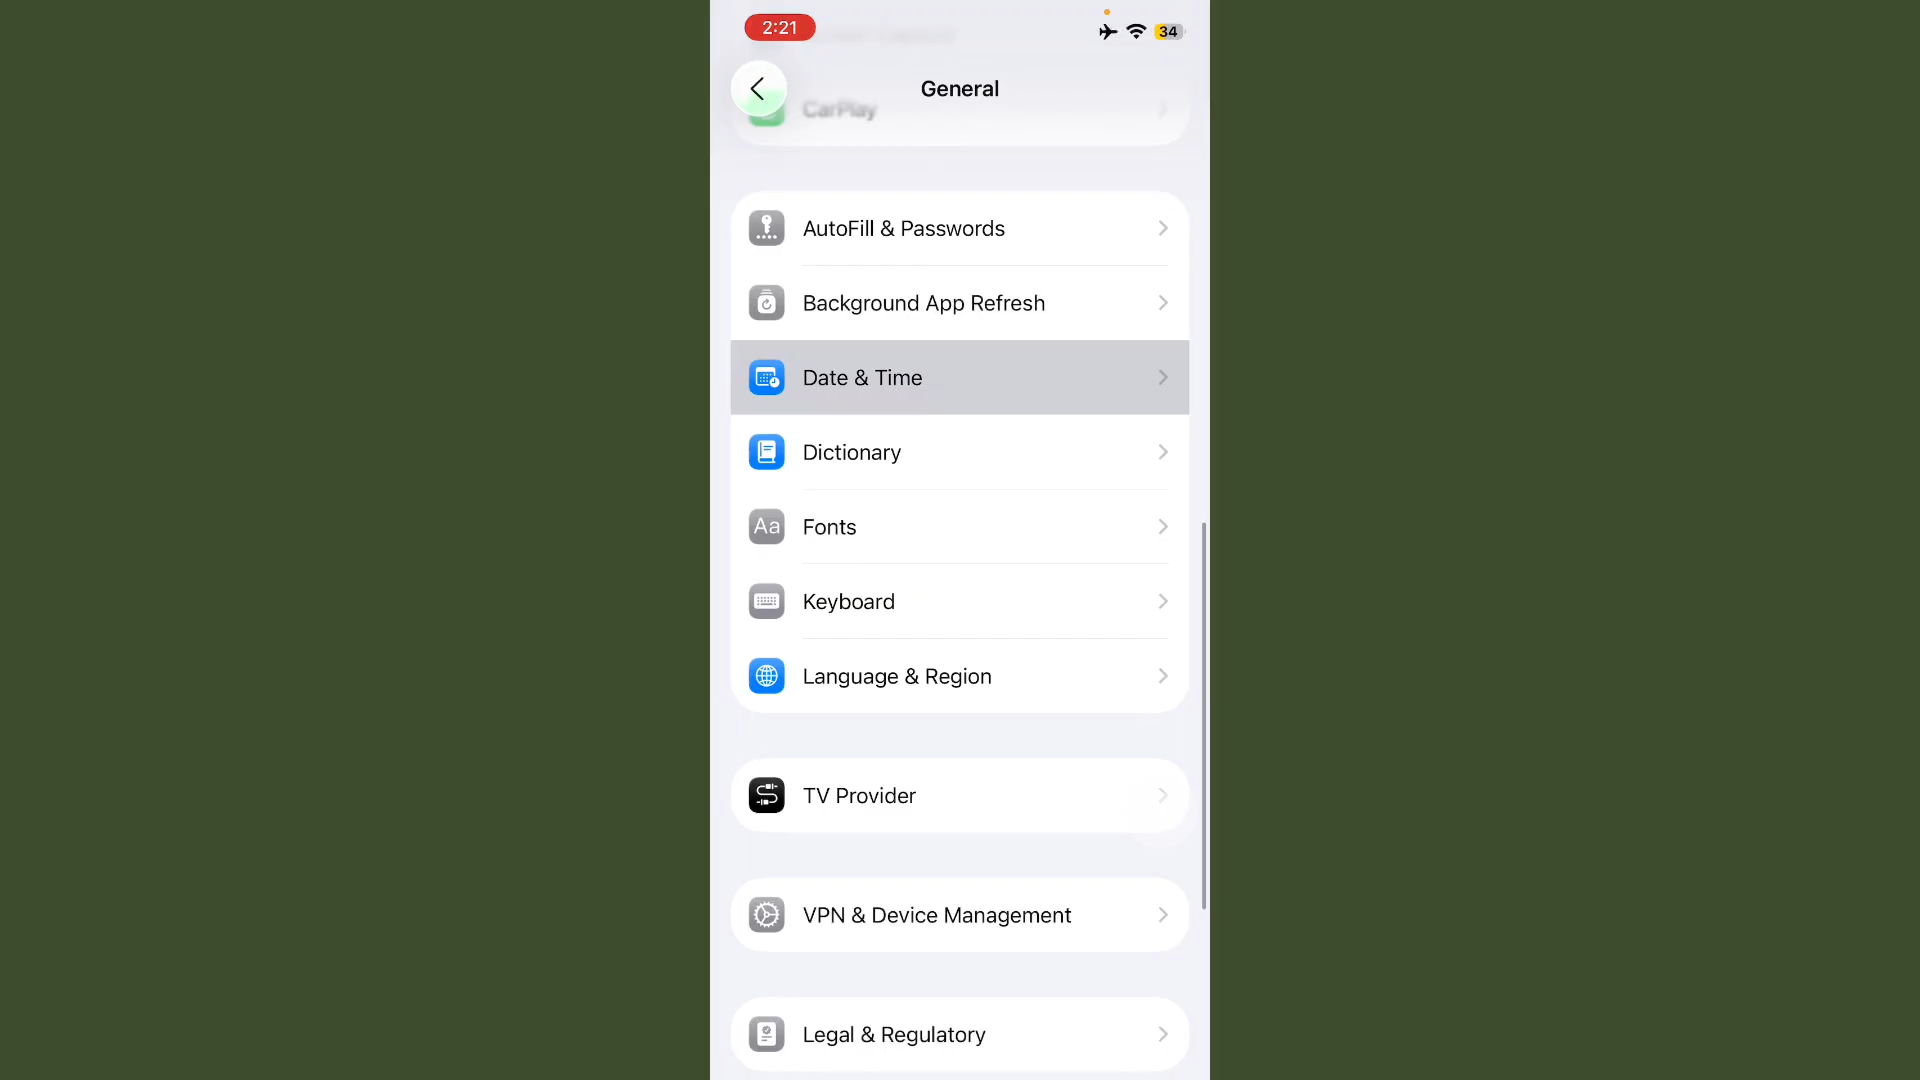 2:21
34
General
CarPlay
AutoFill & Passwords
Background App Refresh
Date & Time
Dictionary
Aa
Fonts
Keyboard
Language & Region
TV Provider
VPN & Device Management
Legal & Regulatory